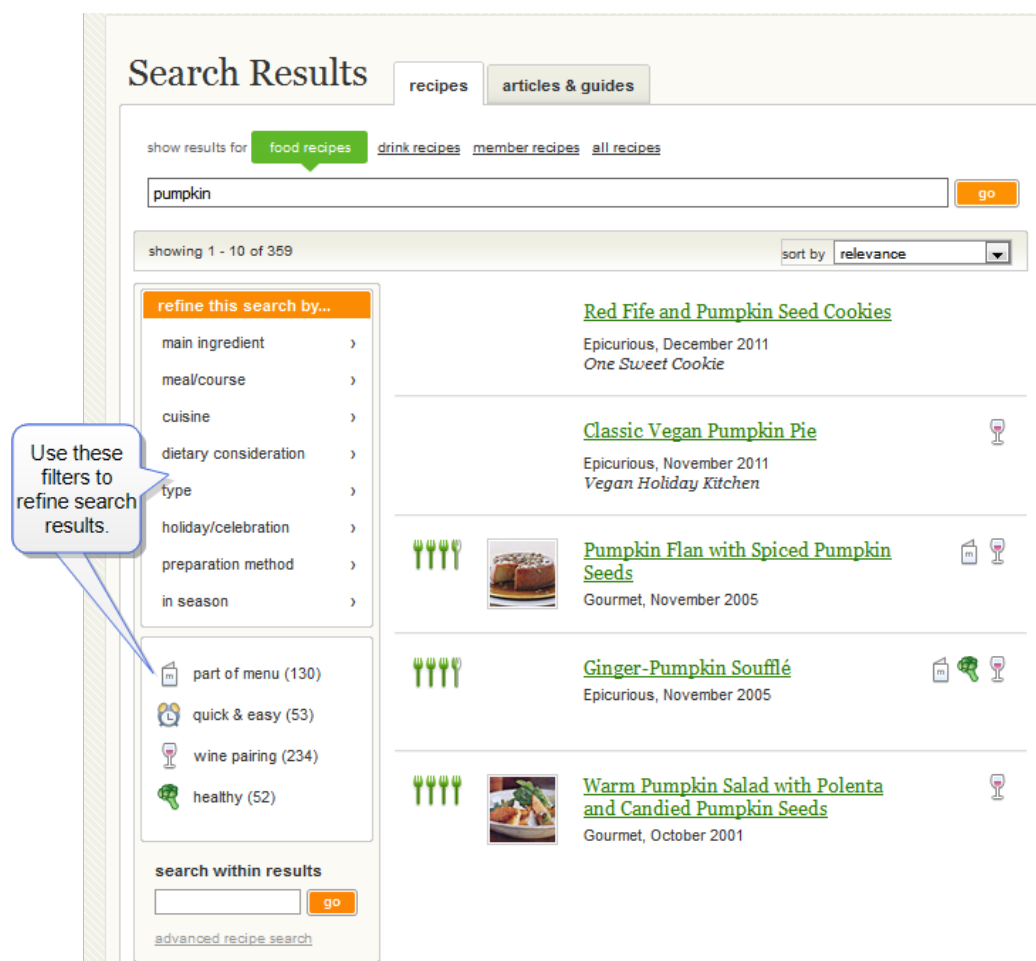 Search Results
recipes
articles & guides
show results for food recipes drink recipes member recipes all recipes
pumpkin
go
showing 1 - 10 of 359
sort by relevance
refine this search by...
main ingredient ›
meal/course ›
cuisine ›
dietary consideration ›
type ›
holiday/celebration ›
preparation method ›
in season ›
Use these
filters to
refine search
results.
m part of menu (130)
quick & easy (53)
wine pairing (234)
healthy (52)
search within results
go
advanced recipe search
Red Fife and Pumpkin Seed Cookies
Epicurious, December 2011
One Sweet Cookie
Classic Vegan Pumpkin Pie
Epicurious, November 2011
Vegan Holiday Kitchen
Pumpkin Flan with Spiced Pumpkin
Seeds
Gourmet, November 2005
m
Ginger-Pumpkin Soufflé
Epicurious, November 2005
m
Warm Pumpkin Salad with Polenta
and Candied Pumpkin Seeds
Gourmet, October 2001